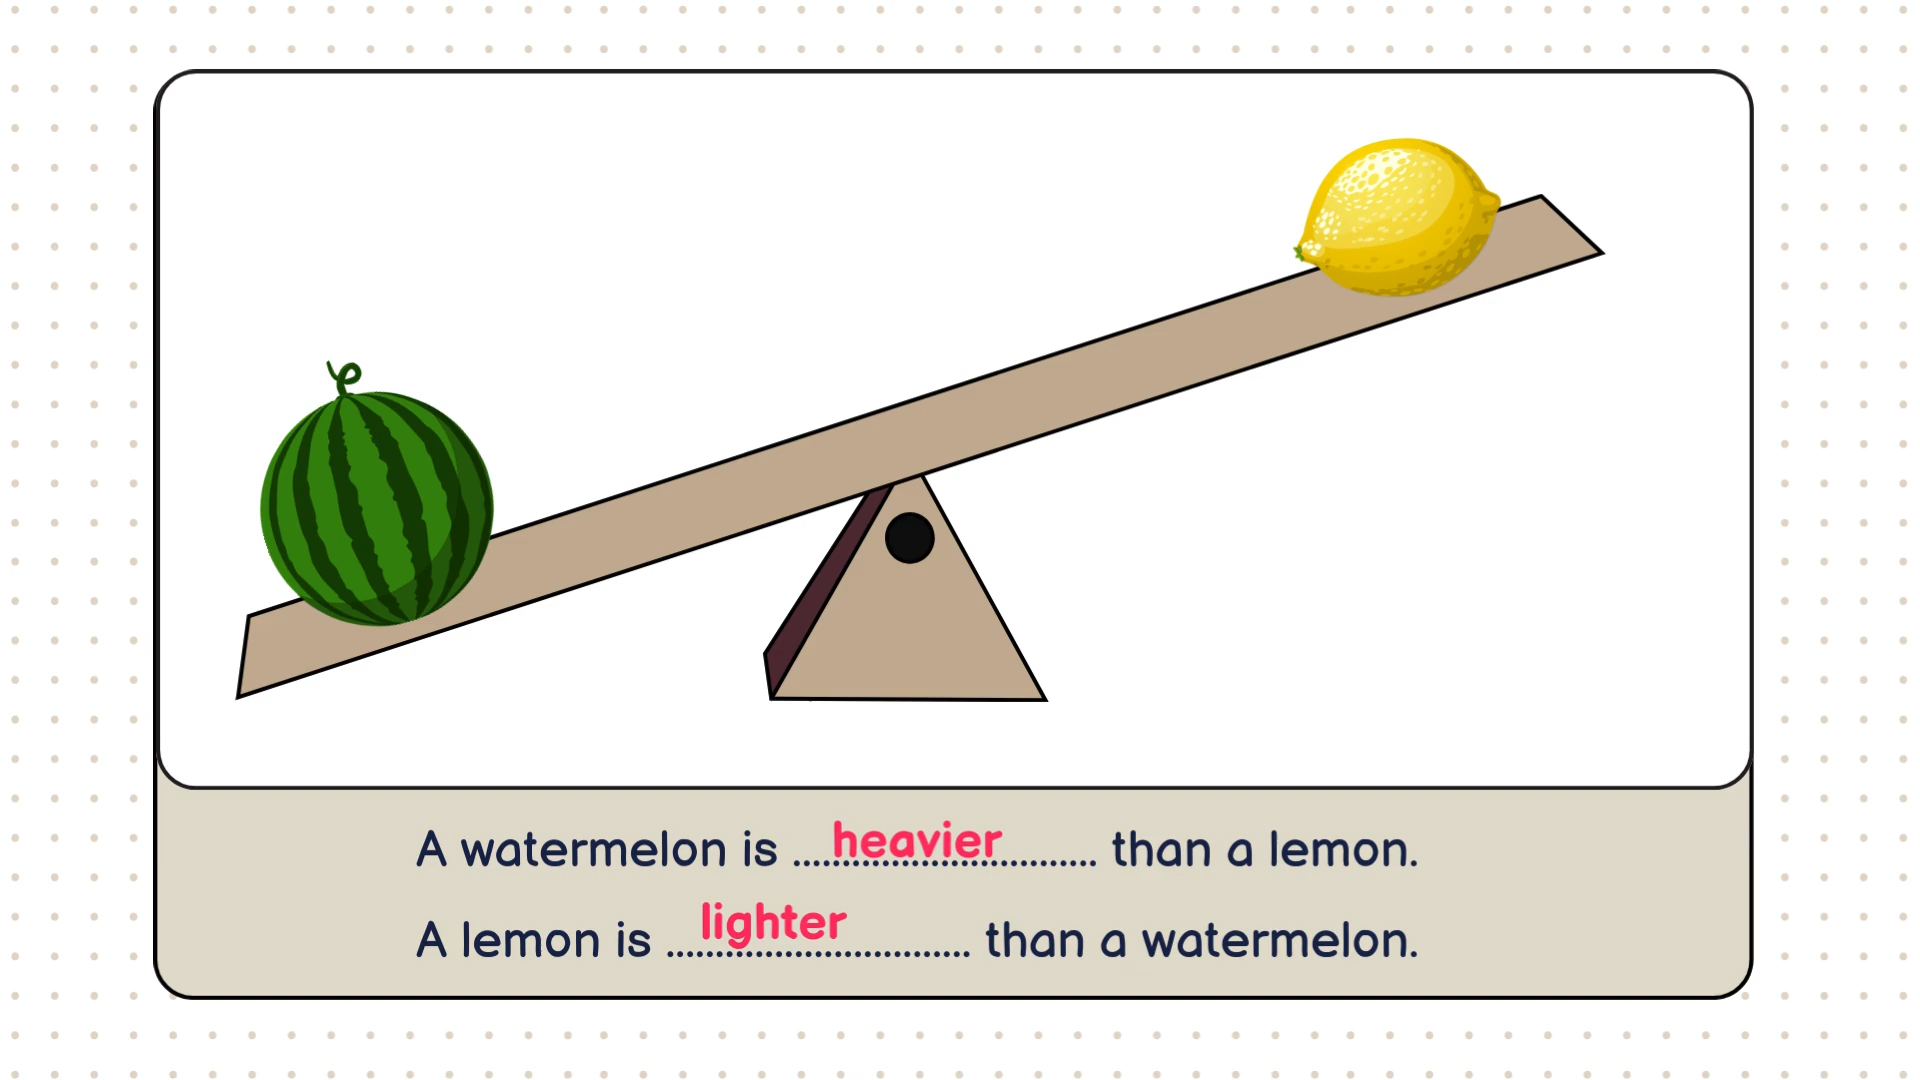 A watermelon is ....heavier.... than a lemon.
A lemon is ....lighter.... than a watermelon.